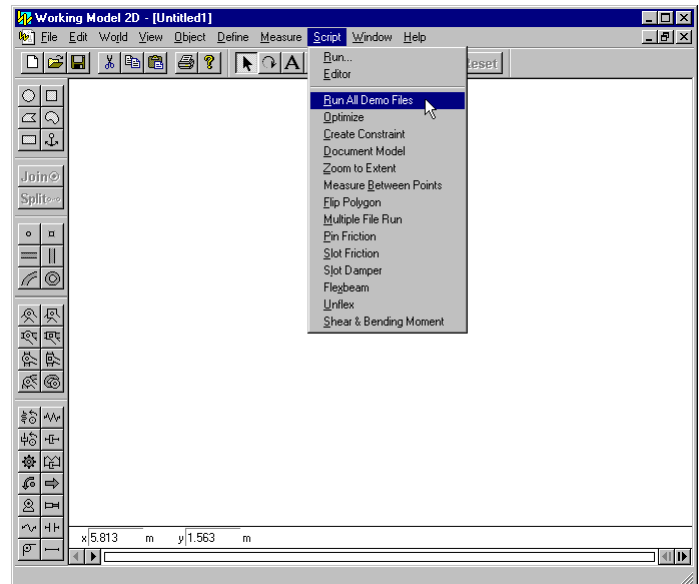 Working Model 2D - [Untitled1]
File Edit World View Object Define Measure Script Window Help
A
Run...
Editor
Run All Demo Files
Optimize
Create Constraint
Document Model
Zoom to Extent
Measure Between Points
Flip Polygon
Multiple File Run
Pin Friction
Slot Friction
Slot Damper
Flexbeam
Unflex
Shear & Bending Moment
Join
Split
x 5.813 m y 1.563 m